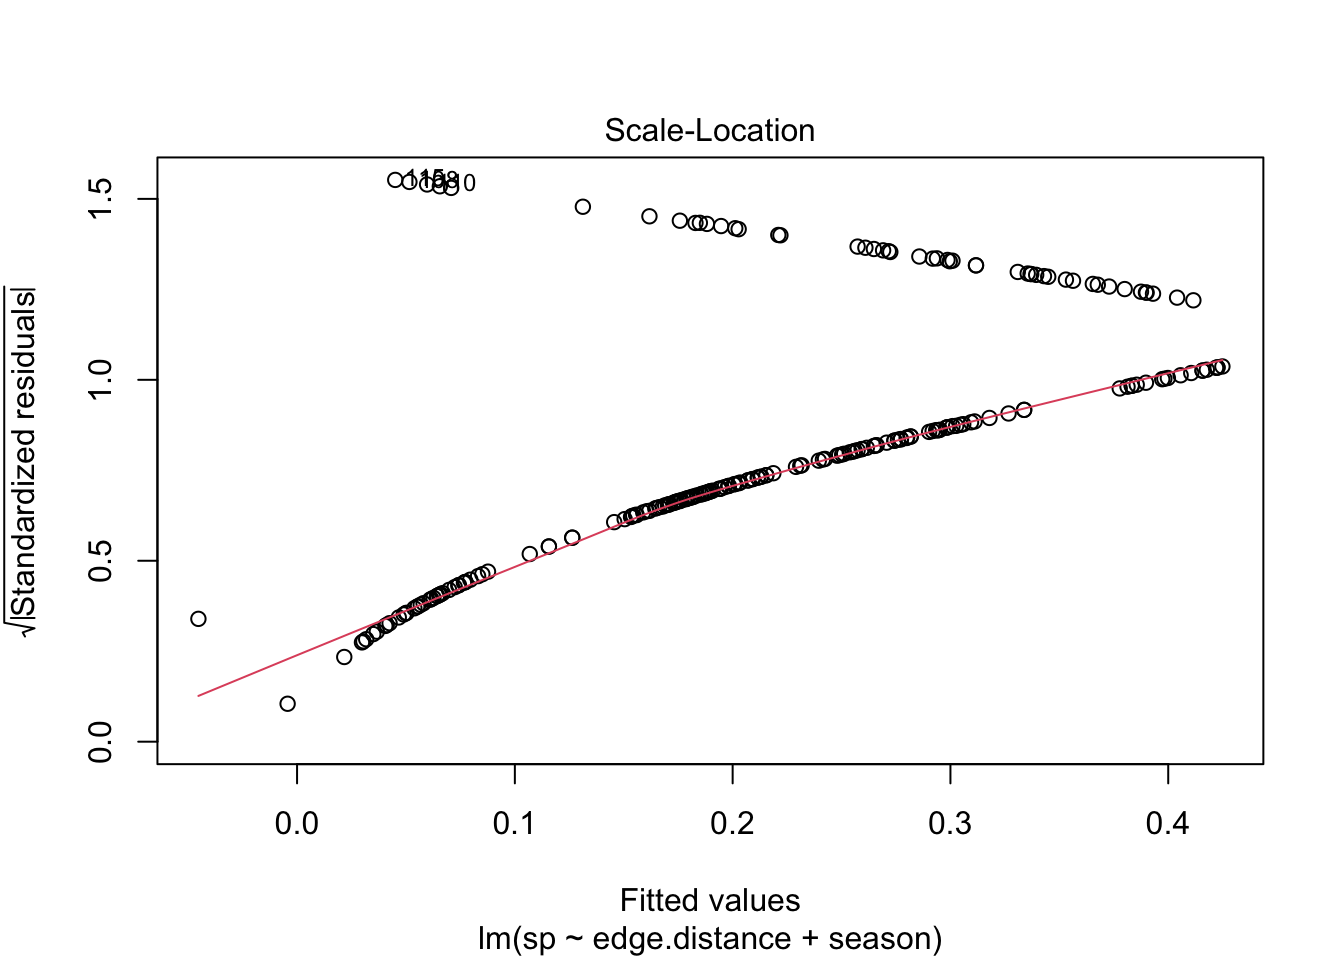 Scale-Location
√|Standardized residuals|
1.5
1.0
0.5
0.0
0.0 0.1 0.2 0.3 0.4
Fitted values
lm(sp ~ edge.distance + season)